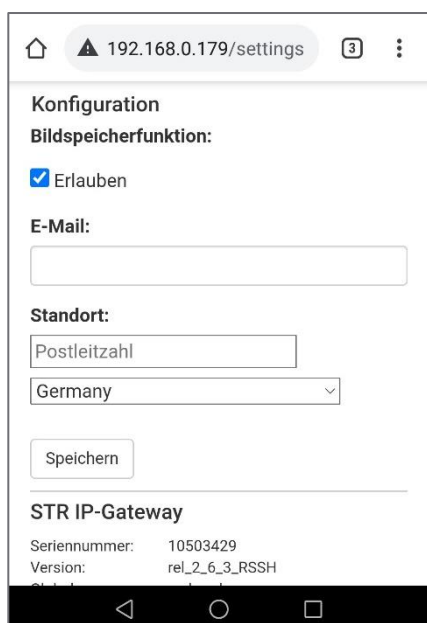 192.168.0.179/settings 3
Konfiguration
Bildspeicherfunktion:
Erlauben
E-Mail:
Standort:
Postleitzahl
Germany
Speichern
STR IP-Gateway
Seriennummer: 10503429
Version: rel_2_6_3_RSSH